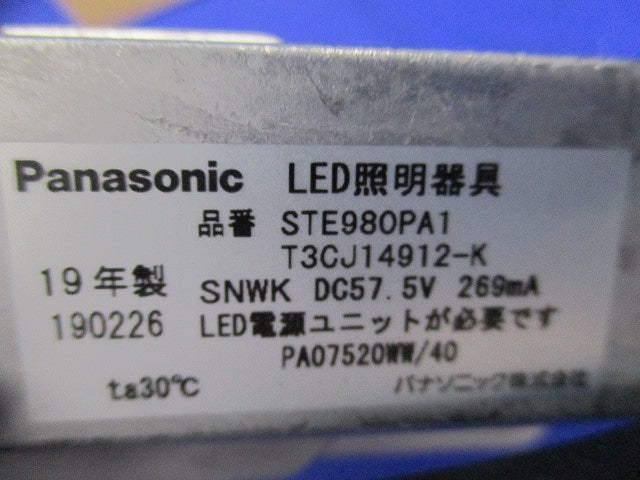 Panasonic LED照明器具
品番 STE980PA1
T3CJ14912-K
19年製 SNWK DC57.5V 269mA
190226 LED電源ユニットが必要です
PA07520WW/40
ta30℃ パナソニック株式会社